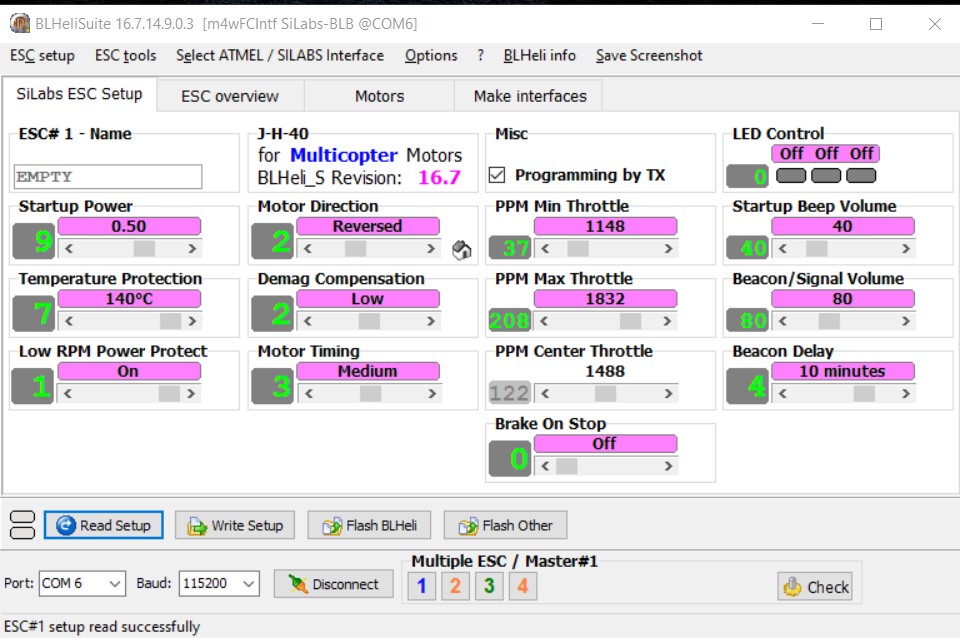 BLHeliSuite 16.7.14.9.0.3 [m4wFCIntf SiLabs-BLB @COM6]
ESC setup ESC tools Select ATMEL / SILABS Interface Options ? BLHeli info Save Screenshot
SiLabs ESC Setup ESC overview Motors Make interfaces
ESC# 1 - Name
EMPTY
J-H-40
for Multicopter Motors
BLHeli_S Revision: 16.7
Misc
Programming by TX
LED Control
Off Off Off
0
Startup Power
0.50
9
Motor Direction
Reversed
2
PPM Min Throttle
1148
37
Startup Beep Volume
40
40
Temperature Protection
140°C
7
Demag Compensation
Low
2
PPM Max Throttle
1832
208
Beacon/Signal Volume
80
80
Low RPM Power Protect
On
1
Motor Timing
Medium
3
PPM Center Throttle
1488
122
Beacon Delay
10 minutes
4
Brake On Stop
Off
0
Read Setup Write Setup Flash BLHeli Flash Other
Multiple ESC / Master#1
Port: COM 6 Baud: 115200 Disconnect 1 2 3 4 Check
ESC#1 setup read successfully